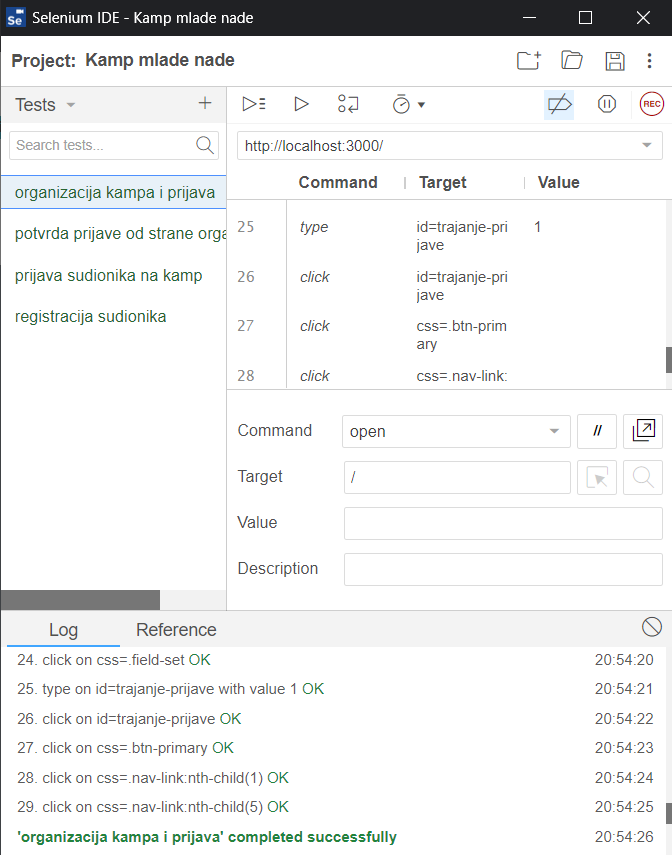 Se
Selenium IDE - Kamp mlade nade
Project: Kamp mlade nade
Tests
Search tests...
http://localhost:3000/
Command Target Value
organizacija kampa i prijava
potvrda prijave od strane orga
prijava sudionika na kamp
registracija sudionika
25 type id=trajanje-pri 1
jave
26 click id=trajanje-pri
jave
27 click css=.btn-prim
ary
28 click css=.nav-link:
Command open //
Target /
Value
Description
REC
Log Reference
24. click on css=.field-set OK 20:54:20
25. type on id=trajanje-prijave with value 1 OK 20:54:21
26. click on id=trajanje-prijave OK 20:54:22
27. click on css=.btn-primary OK 20:54:23
28. click on css=.nav-link:nth-child(1) OK 20:54:24
29. click on css=.nav-link:nth-child(5) OK 20:54:25
'organizacija kampa i prijava' completed successfully 20:54:26